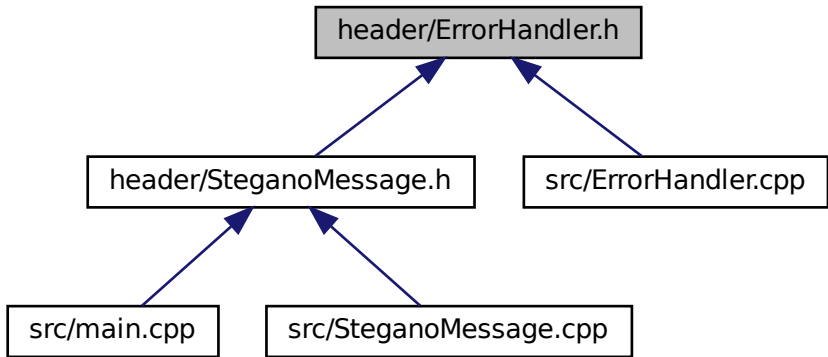 header/ErrorHandler.h
header/SteganoMessage.h
src/ErrorHandler.cpp
src/main.cpp
src/SteganoMessage.cpp